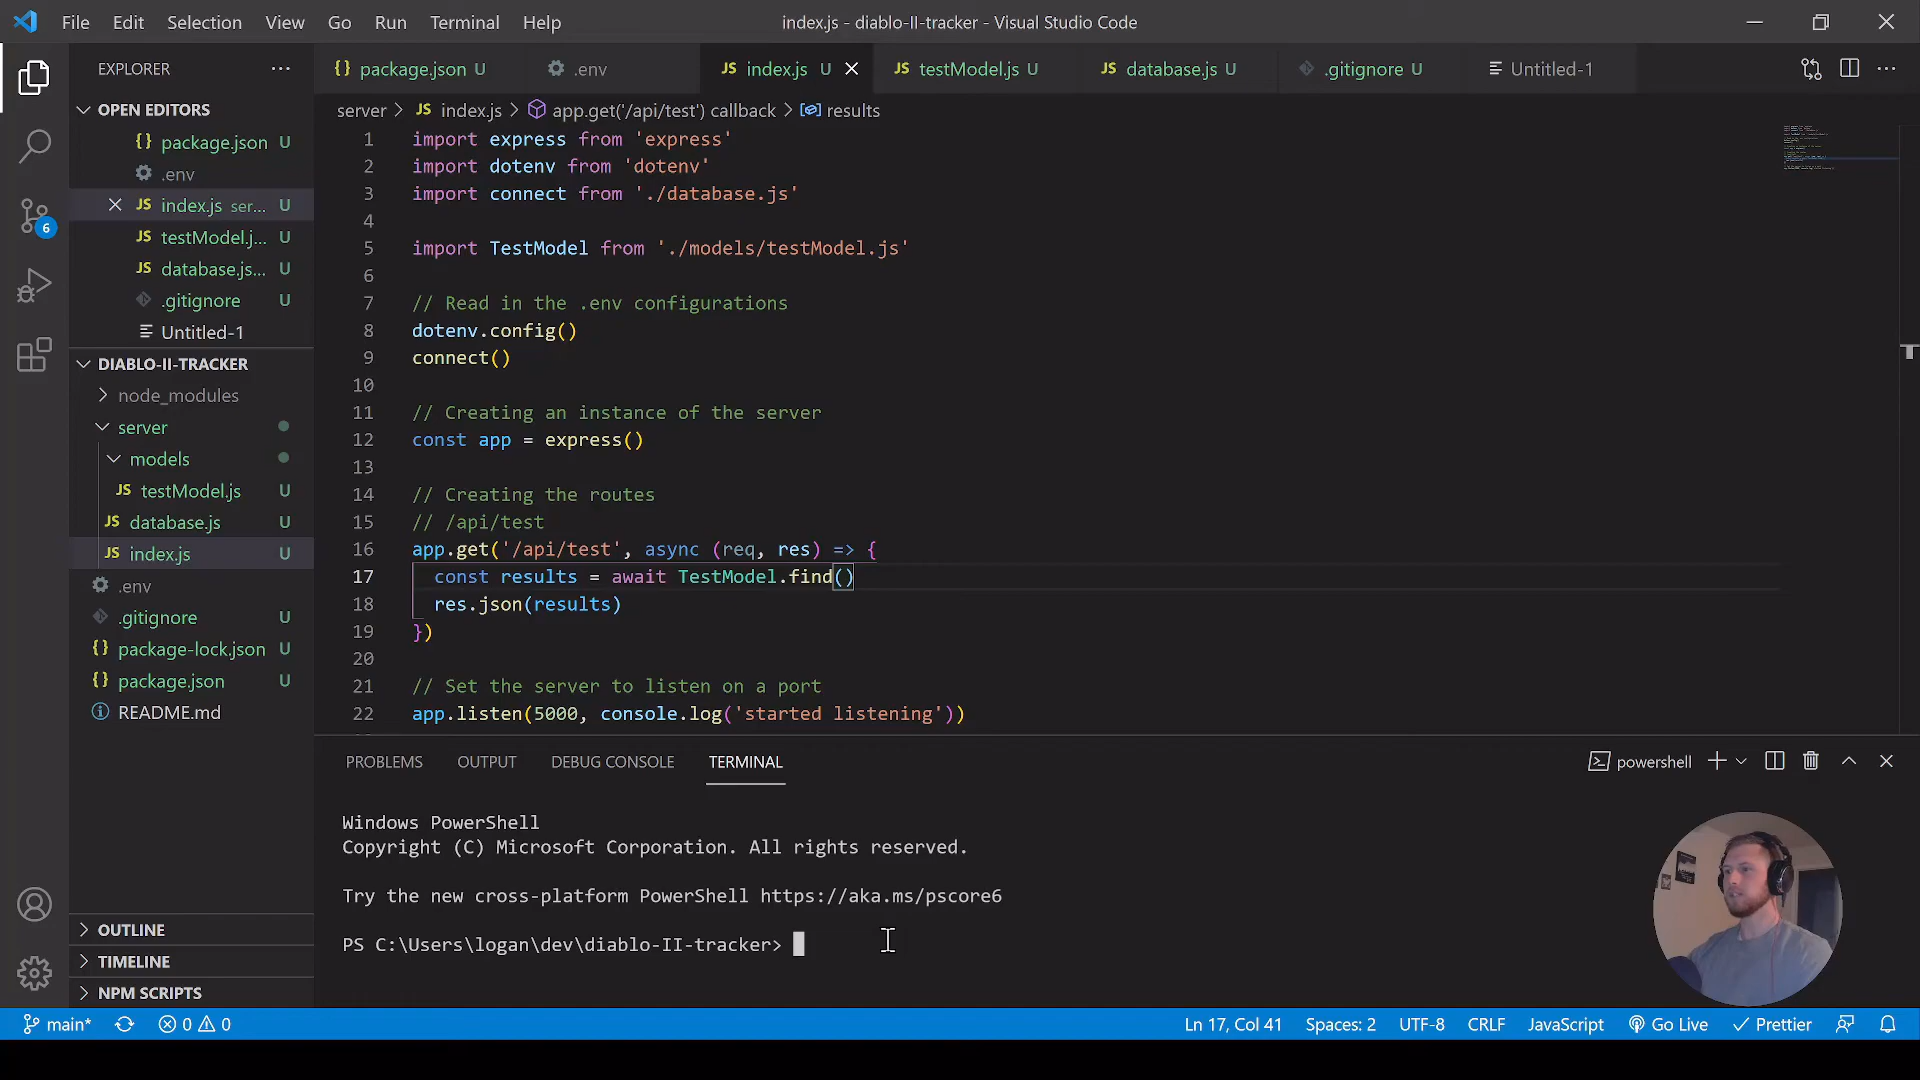 File Edit Selection View Go Run Terminal Help
index.js - diablo-II-tracker - Visual Studio Code
EXPLORER
OPEN EDITORS
package.json U
.env
index.js ser... U
testModel.j... U
database.js... U
.gitignore U
Untitled-1
DIABLO-II-TRACKER
node_modules
server
models
JS testModel.js U
JS database.js U
JS index.js U
.env
.gitignore U
package-lock.json U
package.json U
README.md
OUTLINE
TIMELINE
NPM SCRIPTS
6
{} package.json U .env JS index.js U JS testModel.js U JS database.js U .gitignore U Untitled-1
server > JS index.js > app.get('/api/test') callback > results
1 import express from 'express'
2 import dotenv from 'dotenv'
3 import connect from './database.js'
4
5 import TestModel from './models/testModel.js'
6
7 // Read in the .env configurations
8 dotenv.config()
9 connect()
10
11 // Creating an instance of the server
12 const app = express()
13
14 // Creating the routes
15 // /api/test
16 app.get('/api/test', async (req, res) => {
17 const results = await TestModel.find()
18 res.json(results)
19 })
20
21 // Set the server to listen on a port
22 app.listen(5000, console.log('started listening'))
PROBLEMS OUTPUT DEBUG CONSOLE TERMINAL
powershell
Windows PowerShell
Copyright (C) Microsoft Corporation. All rights reserved.
Try the new cross-platform PowerShell https://aka.ms/pscore6
PS C:\Users\logan\dev\diablo-II-tracker>
main* 0 0 Ln 17, Col 41 Spaces: 2 UTF-8 CRLF JavaScript Go Live Prettier